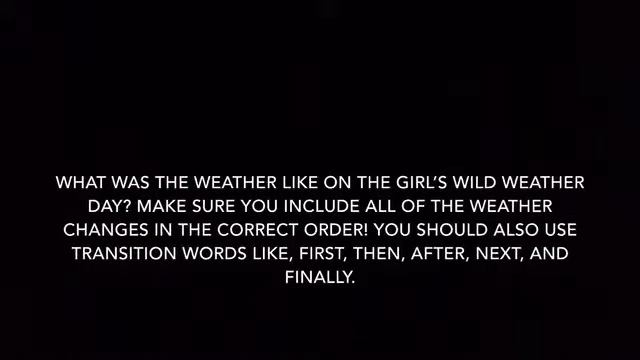 WHAT WAS THE WEATHER LIKE ON THE GIRL'S WILD WEATHER
DAY? MAKE SURE YOU INCLUDE ALL OF THE WEATHER
CHANGES IN THE CORRECT ORDER! YOU SHOULD ALSO USE
TRANSITION WORDS LIKE, FIRST, THEN, AFTER, NEXT, AND
FINALLY.